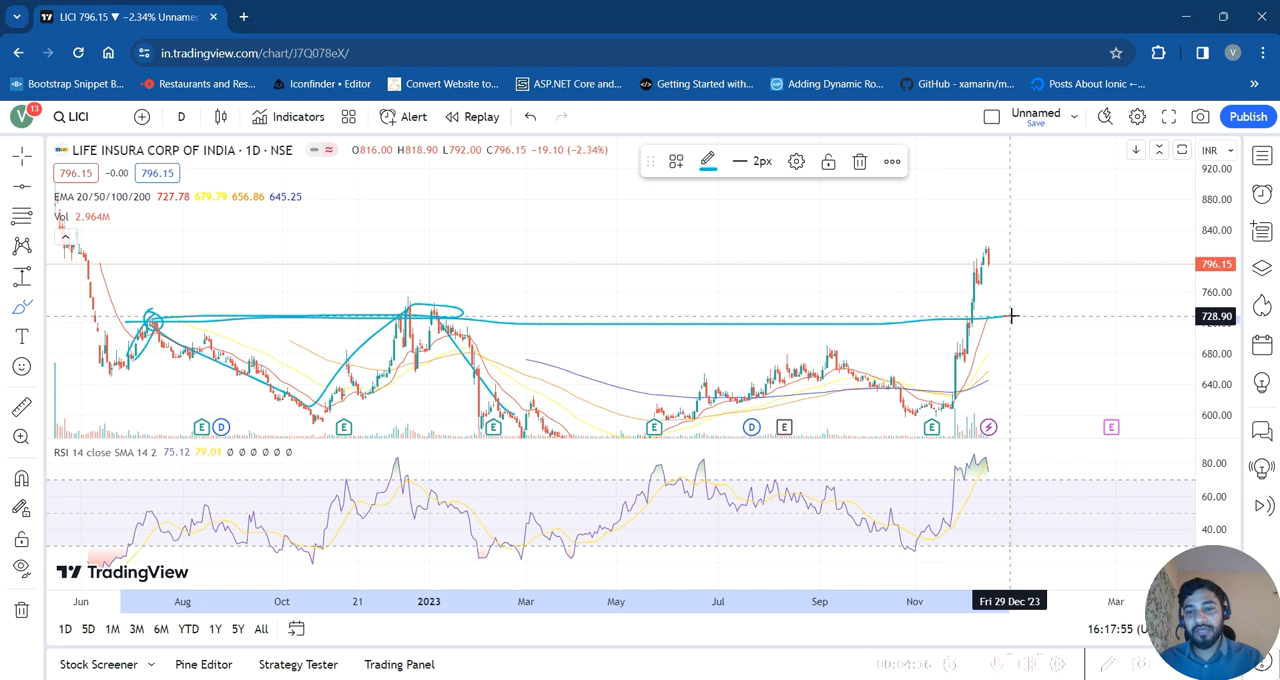 LICI 796.15 ▼ −2.34% Unnamed
in.tradingview.com/chart/J7Q078eX/
V
Bootstrap Snippet B...
Restaurants and Res...
Iconfinder • Editor
Convert Website to...
ASP.NET Core and...
Getting Started with...
Adding Dynamic Ro...
GitHub - xamarin/m...
Posts About Ionic ←...
V
13
LICI
D
Indicators
Alert
Replay
Unnamed
Save
Publish
LIFE INSURA CORP OF INDIA · 1D · NSE
O816.00 H818.90 L792.00 C796.15 −19.10 (−2.34%)
2px
INR
796.15
-0.00
796.15
EMA 20/50/100/200 727.78 679.79 656.86 645.25
Vol 2.964M
920.00
880.00
840.00
796.15
760.00
728.90
680.00
640.00
600.00
E D E E E D E E E
RSI 14 close SMA 14 2 75.12 79.01 Ø Ø Ø Ø Ø Ø
80.00
60.00
40.00
TradingView
Jun Aug Oct 21 2023 Mar May Jul Sep Nov Fri 29 Dec '23 Mar
1D 5D 1M 3M 6M YTD 1Y 5Y All
16:17:55 (U
Stock Screener
Pine Editor
Strategy Tester
Trading Panel